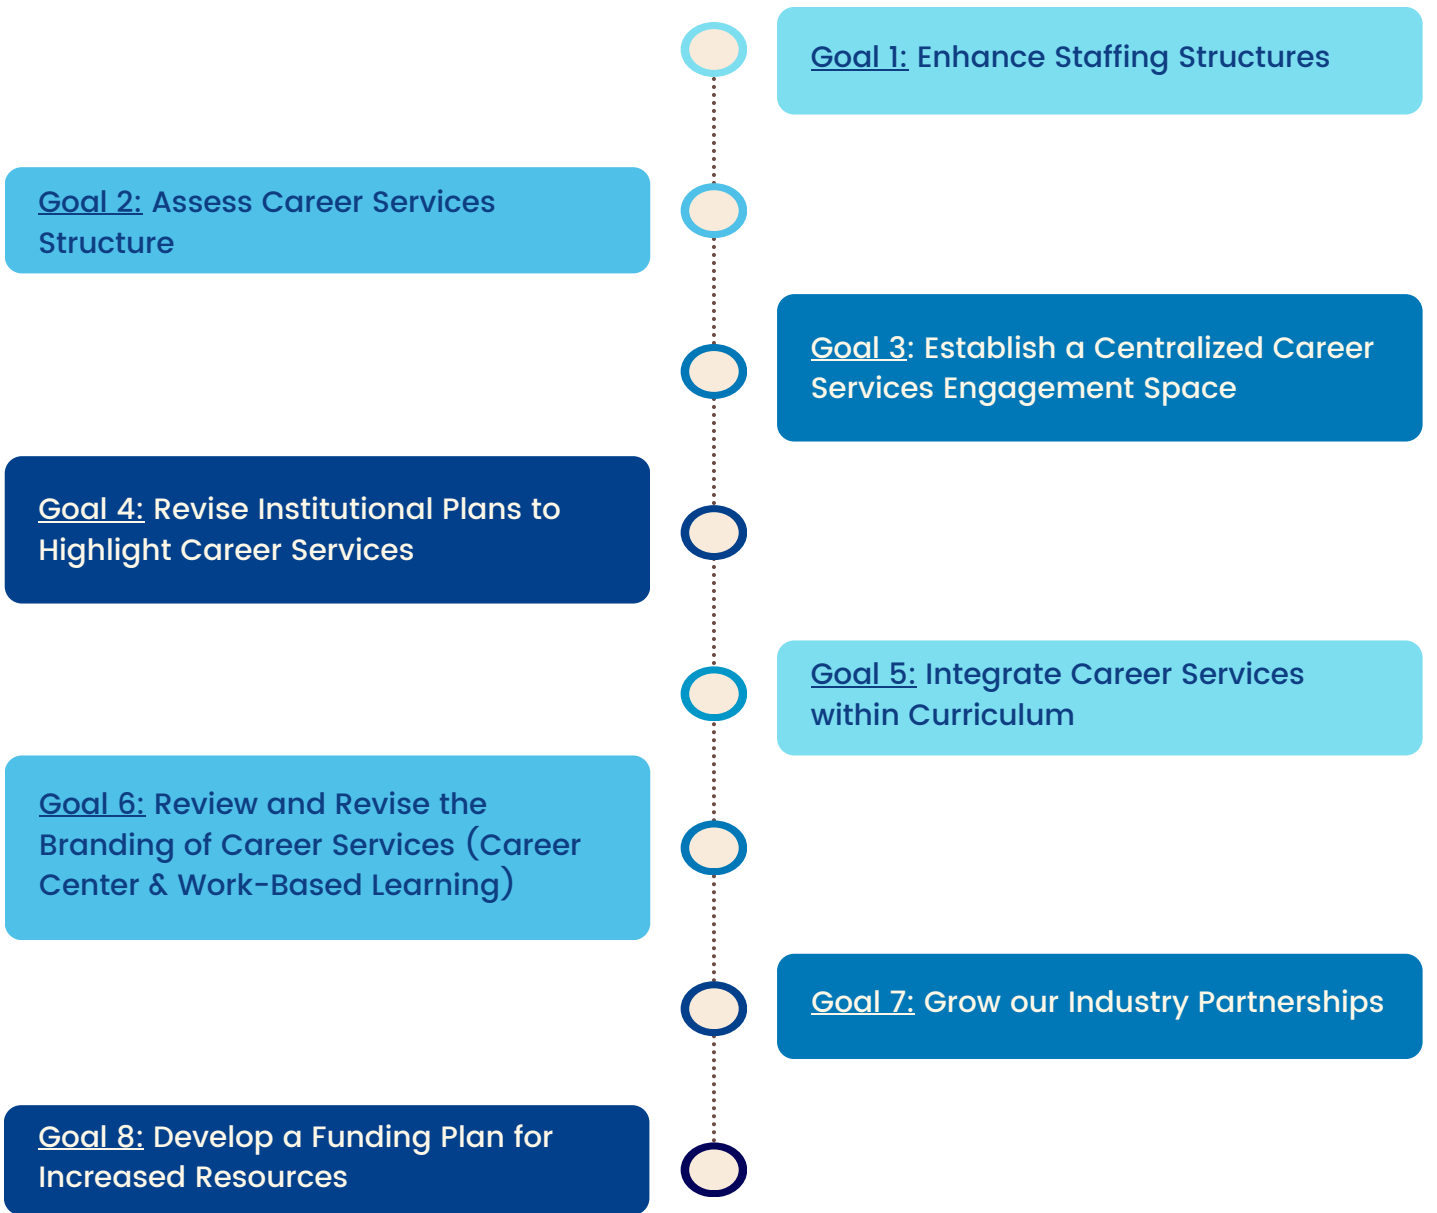 Goal 1: Enhance Staffing Structures
Goal 2: Assess Career Services
Structure
Goal 3: Establish a Centralized Career
Services Engagement Space
Goal 4: Revise Institutional Plans to
Highlight Career Services
Goal 5: Integrate Career Services
within Curriculum
Goal 6: Review and Revise the
Branding of Career Services (Career
Center & Work-Based Learning)
Goal 7: Grow our Industry Partnerships
Goal 8: Develop a Funding Plan for
Increased Resources